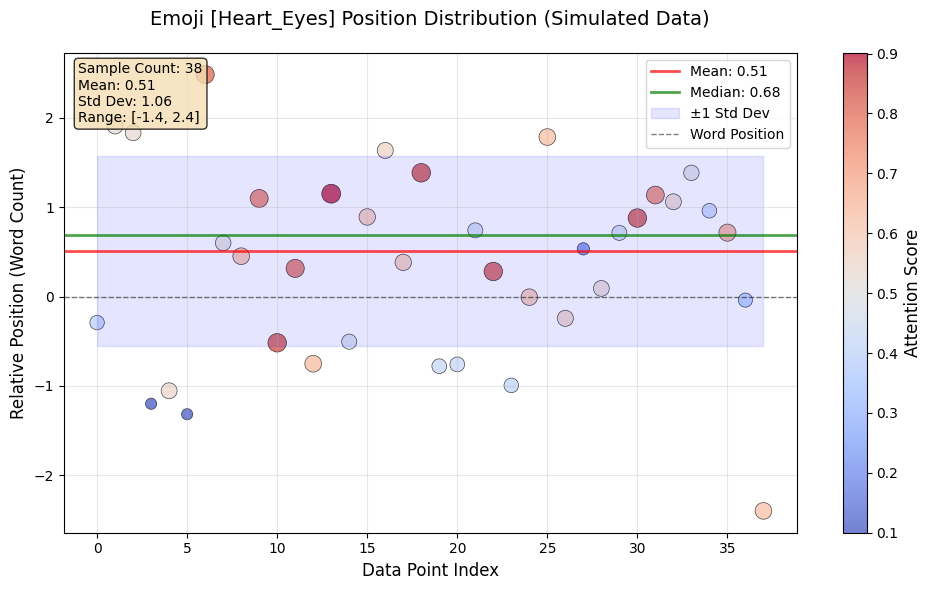 Emoji [Heart_Eyes] Position Distribution (Simulated Data)
Sample Count: 38
Mean: 0.51
Std Dev: 1.06
Range: [-1.4, 2.4]
Mean: 0.51
Median: 0.68
±1 Std Dev
Word Position
Relative Position (Word Count)
2
1
0
−1
−2
0
5
10
15
20
25
30
35
Data Point Index
0.9
0.8
0.7
0.6
0.5
0.4
0.3
0.2
0.1
Attention Score